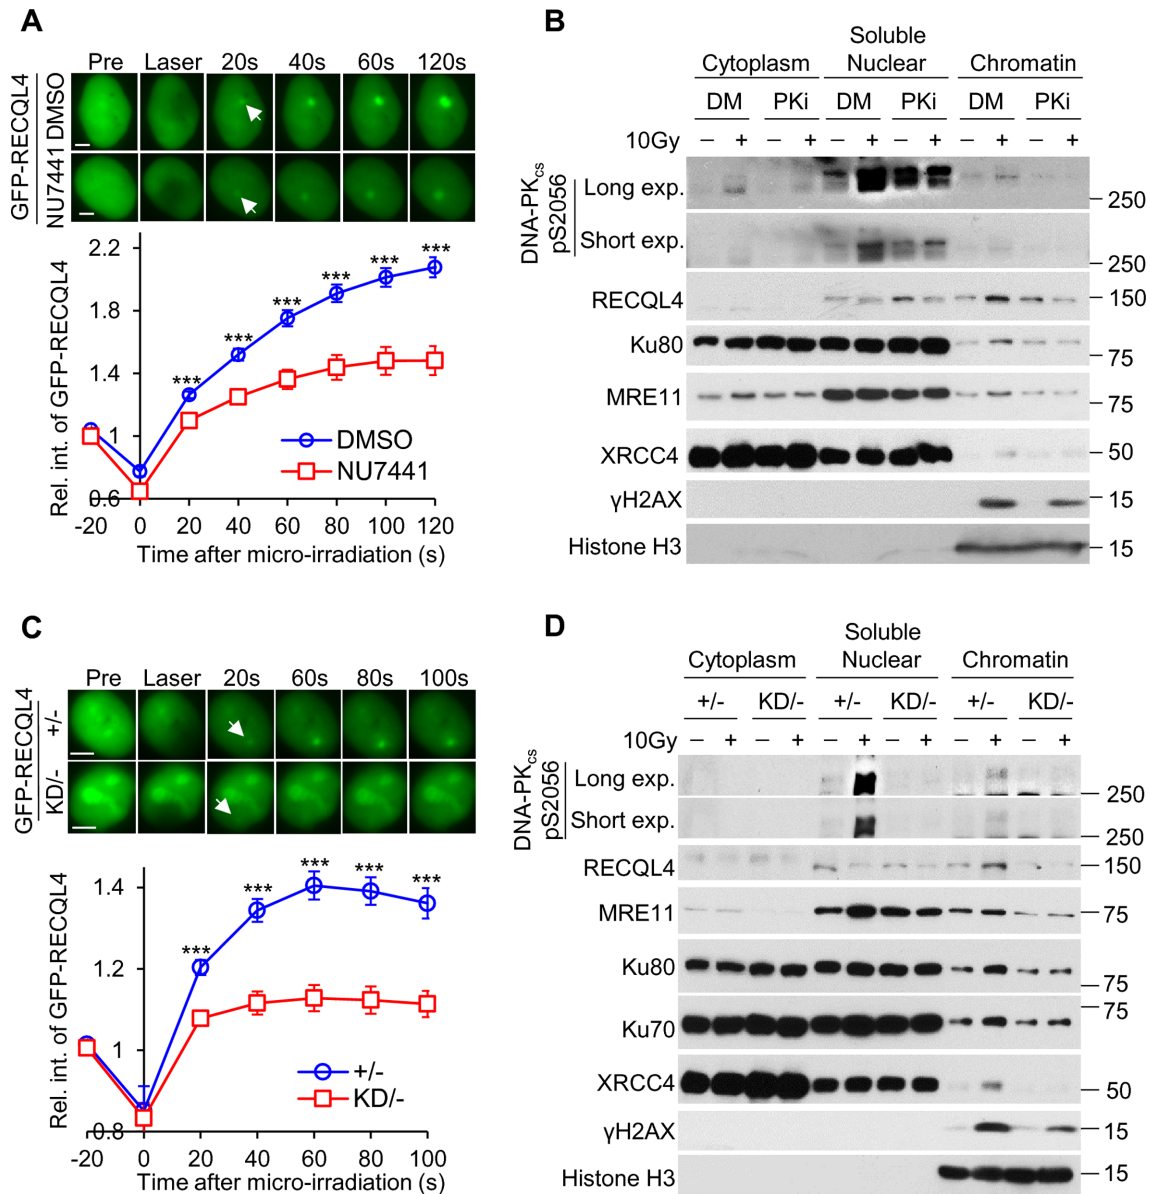 A
Pre Laser 20s 40s 60s 120s
GFP-RECQL4
DMSO
NU7441
Rel. int. of GFP-RECQL4
2.2
1.8
1.4
1
0.6
*** *** *** *** *** ***
DMSO
NU7441
-20 0 20 40 60 80 100 120
Time after micro-irradiation (s)
B
Cytoplasm Soluble Nuclear Chromatin
DM PKi DM PKi DM PKi
10Gy – + – + – + – + – + – +
DNA-PKcs pS2056
Long exp. 250
Short exp. 250
RECQL4 150
Ku80 75
MRE11 75
XRCC4 50
γH2AX 15
Histone H3 15
C
Pre Laser 20s 60s 80s 100s
GFP-RECQL4
+/-
KD/-
Rel. int. of GFP-RECQL4
1.4
1.2
1
0.8
*** *** *** *** ***
+/-
KD/-
-20 0 20 40 60 80 100
Time after micro-irradiation (s)
D
Cytoplasm Soluble Nuclear Chromatin
+/- KD/- +/- KD/- +/- KD/-
10Gy – + – + – + – + – + – +
DNA-PKcs pS2056
Long exp. 250
Short exp. 250
RECQL4 150
MRE11 75
Ku80 75
Ku70 75
XRCC4 50
γH2AX 15
Histone H3 15